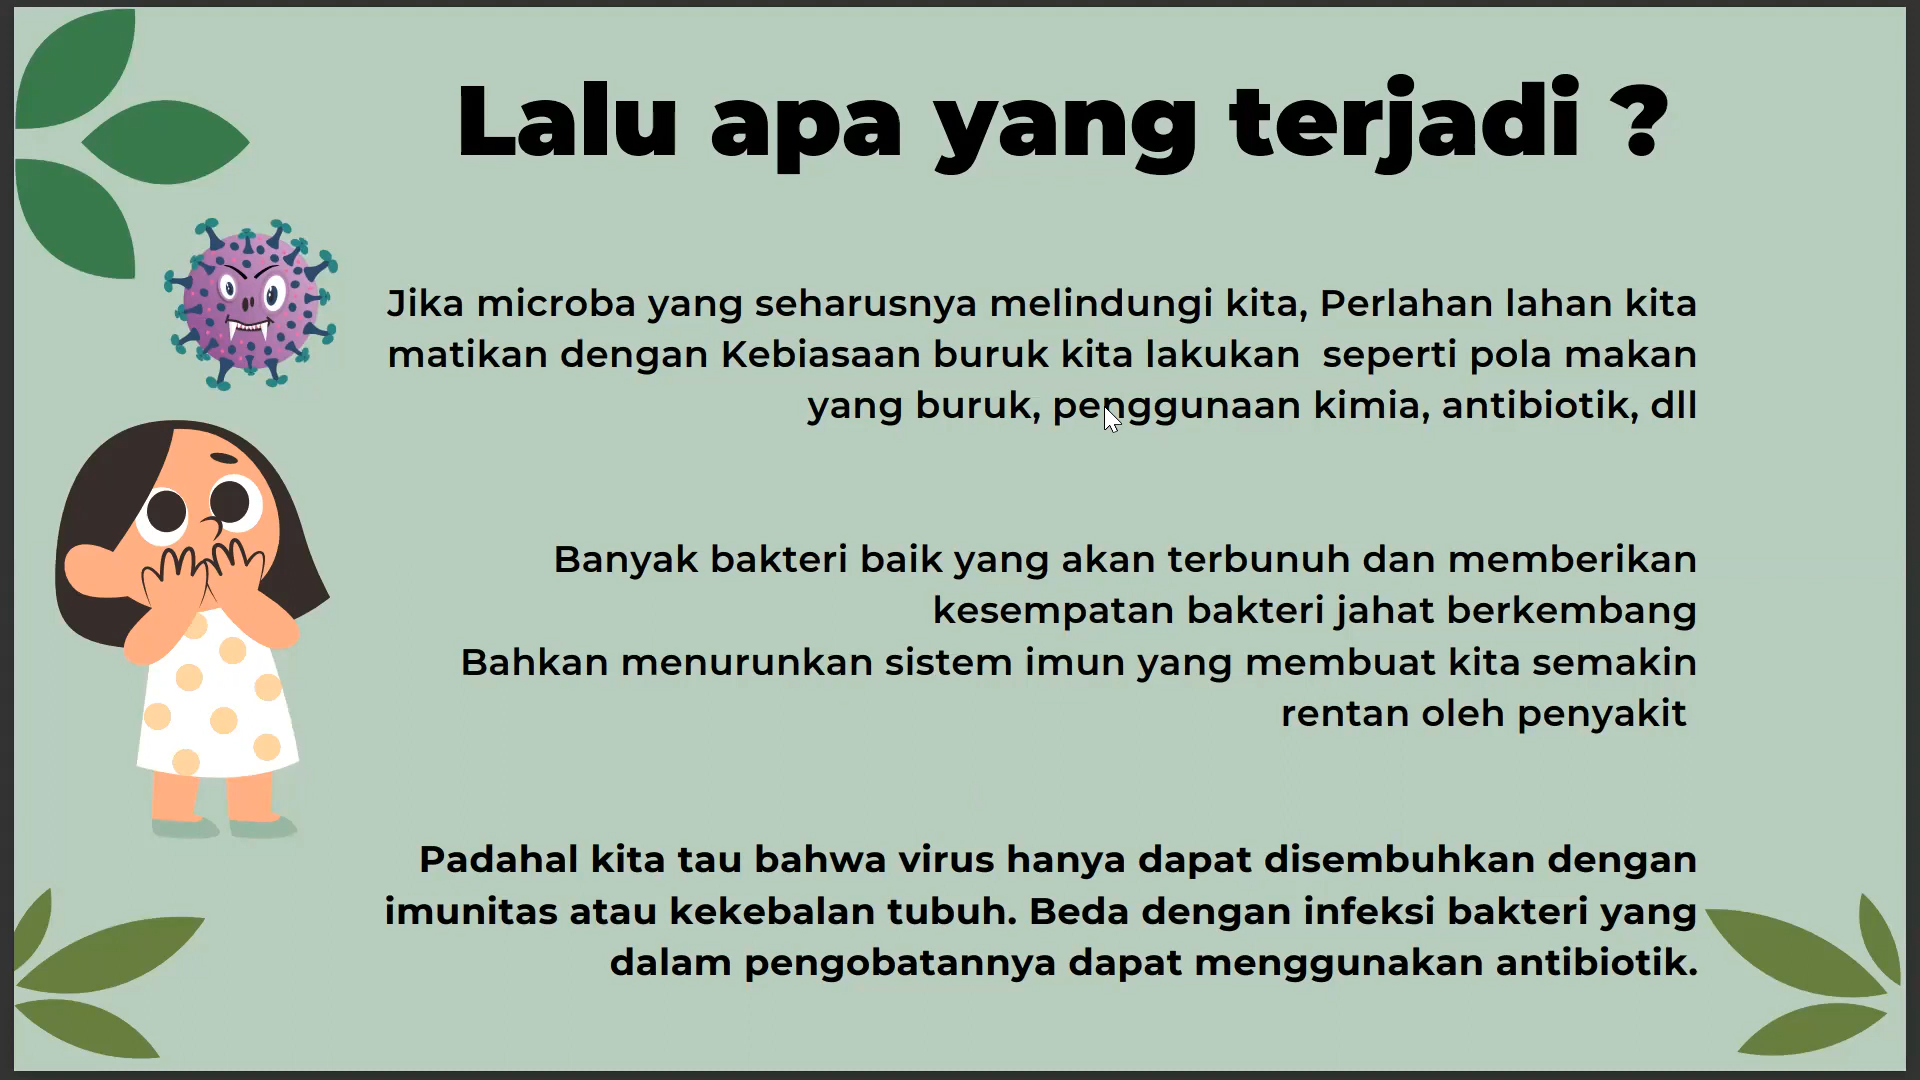 Lalu apa yang terjadi ?
Jika microba yang seharusnya melindungi kita, Perlahan lahan kita
matikan dengan Kebiasaan buruk kita lakukan  seperti pola makan
yang buruk, penggunaan kimia, antibiotik, dll
Banyak bakteri baik yang akan terbunuh dan memberikan
kesempatan bakteri jahat berkembang
Bahkan menurunkan sistem imun yang membuat kita semakin
rentan oleh penyakit
Padahal kita tau bahwa virus hanya dapat disembuhkan dengan
imunitas atau kekebalan tubuh. Beda dengan infeksi bakteri yang
dalam pengobatannya dapat menggunakan antibiotik.